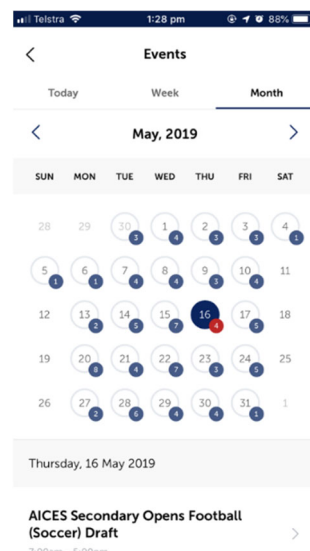 Telstra 1:28 pm 88%
Events
Today Week Month
May, 2019
SUN MON TUE WED THU FRI SAT
28 29 30 1 2 3 4
3 4 3 3 1
5 6 7 8 9 10 11
1 1 4 4 3 4
12 13 14 15 16 17 18
2 5 7 4 5
19 20 21 22 23 24 25
8 4 7 3 5
26 27 28 29 30 31 1
2 6 4 4 1
Thursday, 16 May 2019
AICES Secondary Opens Football
(Soccer) Draft